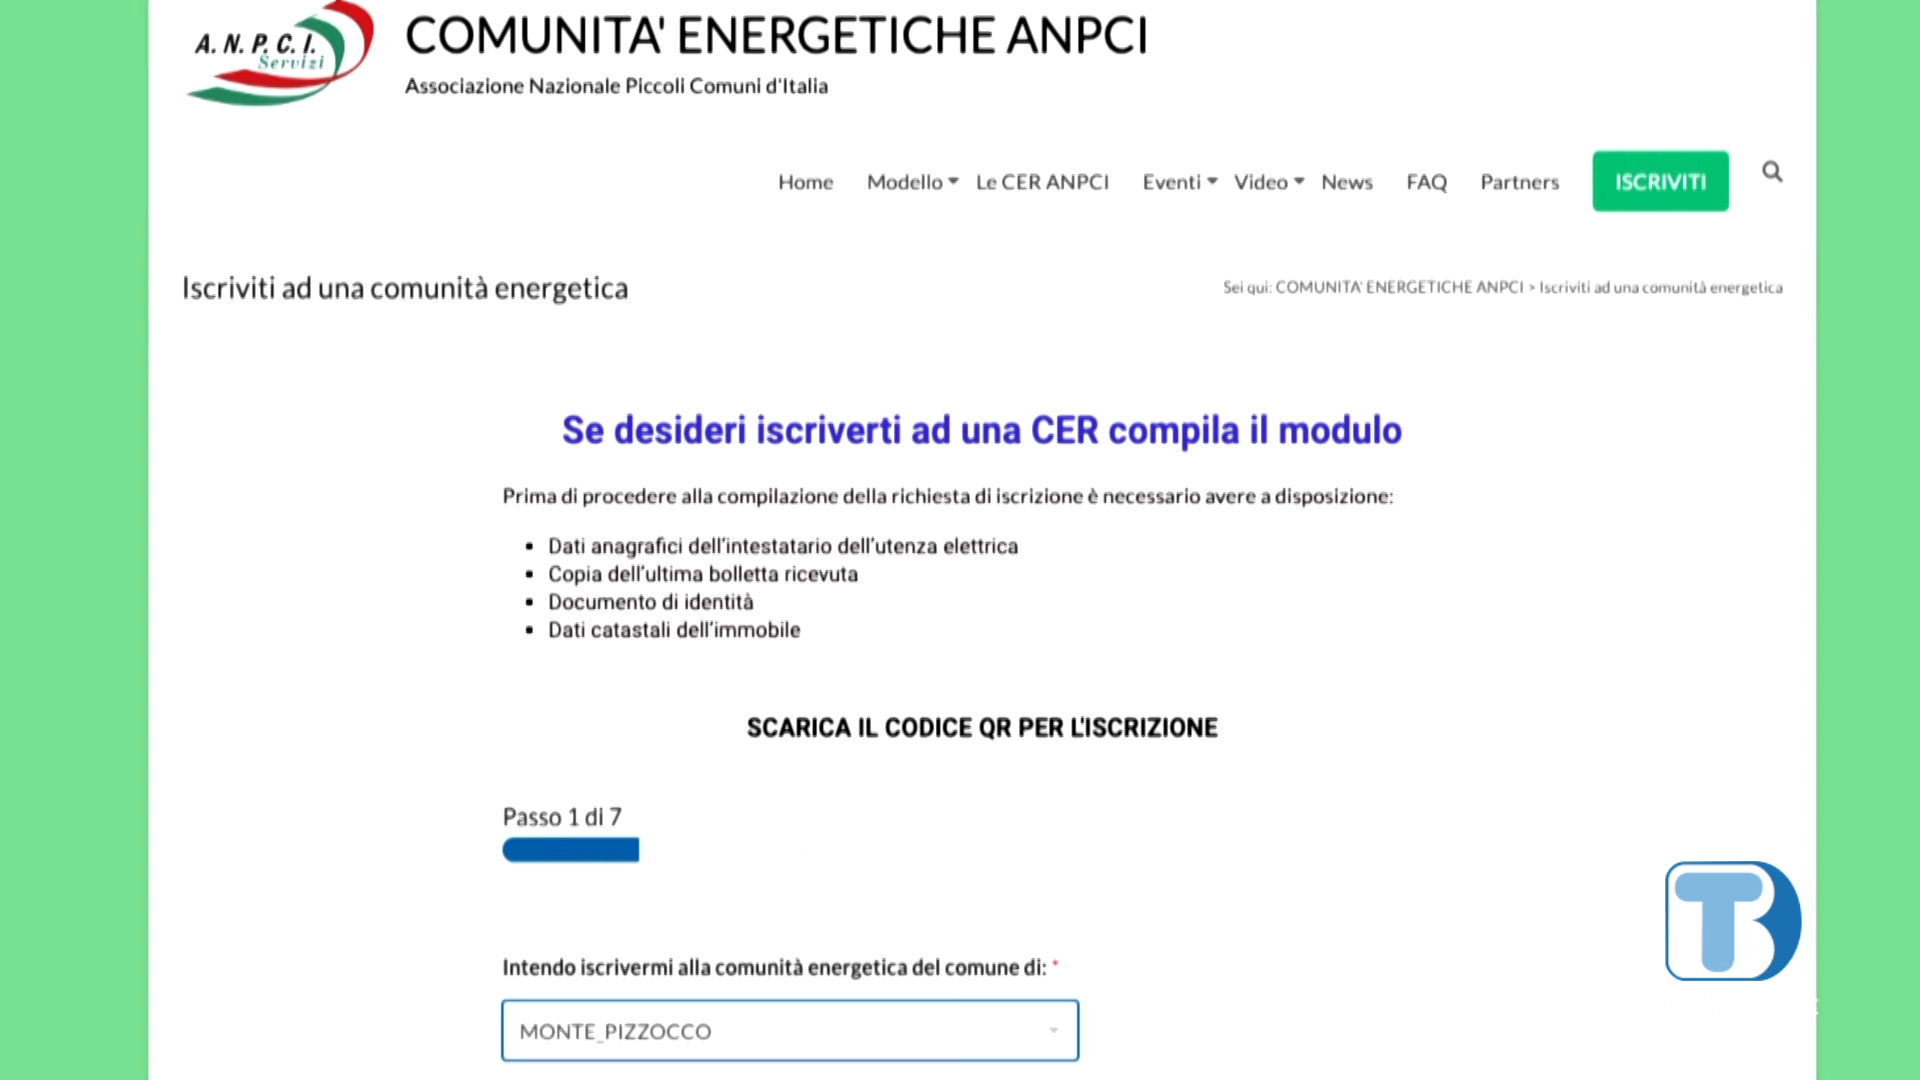 A. N. P. C. I.
Servizi
COMUNITA' ENERGETICHE ANPCI
Associazione Nazionale Piccoli Comuni d'Italia
Home Modello Le CER ANPCI Eventi Video News FAQ Partners ISCRIVITI
Iscriviti ad una comunità energetica
Sei qui: COMUNITA' ENERGETICHE ANPCI > Iscriviti ad una comunità energetica
Se desideri iscriverti ad una CER compila il modulo
Prima di procedere alla compilazione della richiesta di iscrizione è necessario avere a disposizione:
Dati anagrafici dell'intestatario dell'utenza elettrica
Copia dell'ultima bolletta ricevuta
Documento di identità
Dati catastali dell'immobile
SCARICA IL CODICE QR PER L'ISCRIZIONE
Passo 1 di 7
TB
Intendo iscrivermi alla comunità energetica del comune di: *
MONTE_PIZZOCCO